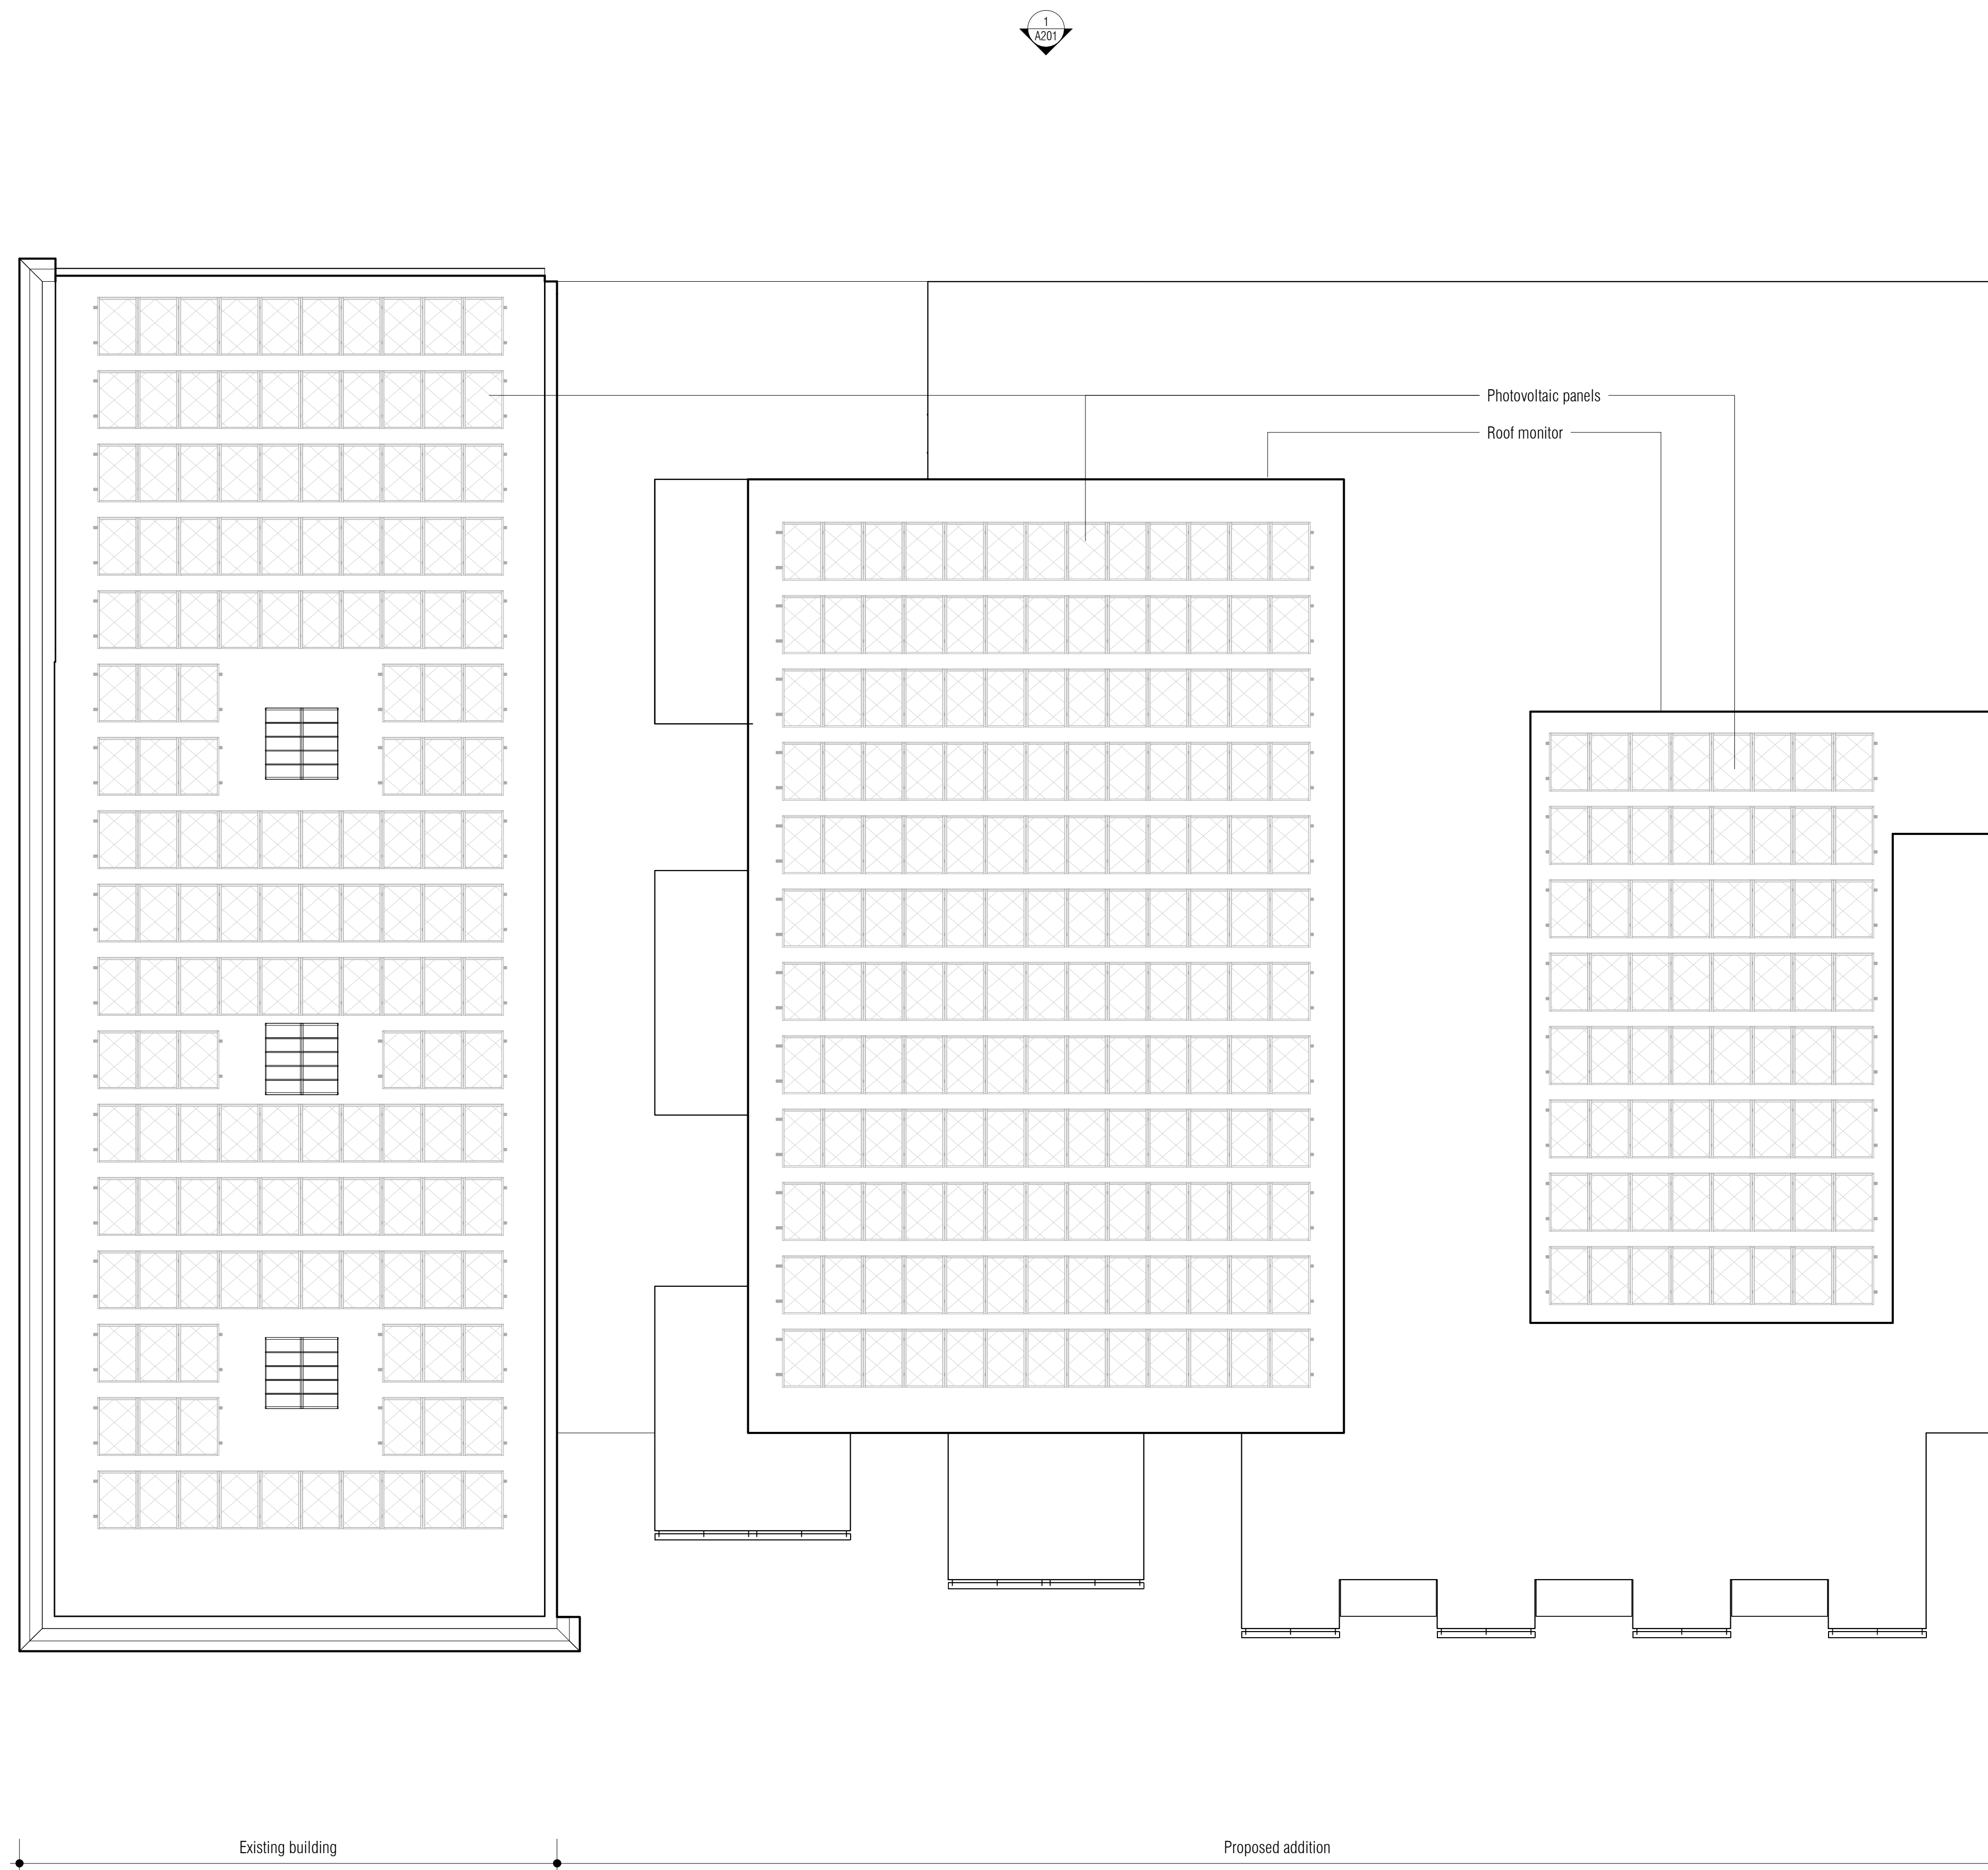 1
A201
Photovoltaic panels
Roof monitor
Existing building
Proposed addition